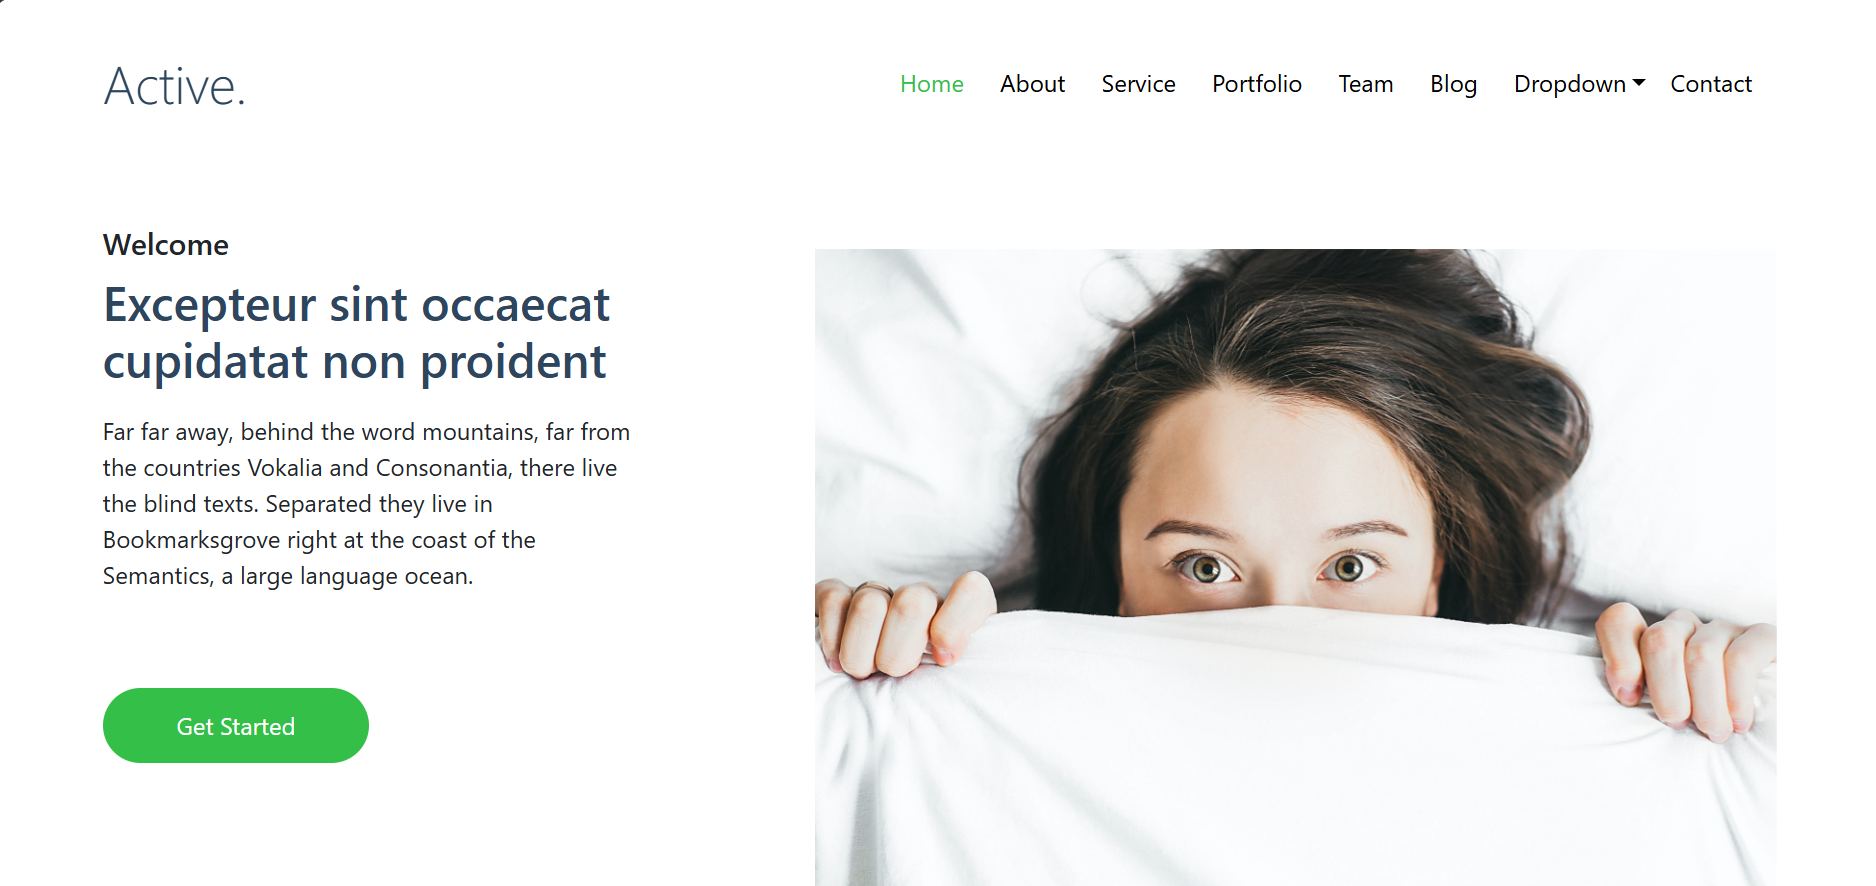 Active.
Home About Service Portfolio Team Blog Dropdown Contact
Welcome
Excepteur sint occaecat
cupidatat non proident
Far far away, behind the word mountains, far from
the countries Vokalia and Consonantia, there live
the blind texts. Separated they live in
Bookmarksgrove right at the coast of the
Semantics, a large language ocean.
Get Started